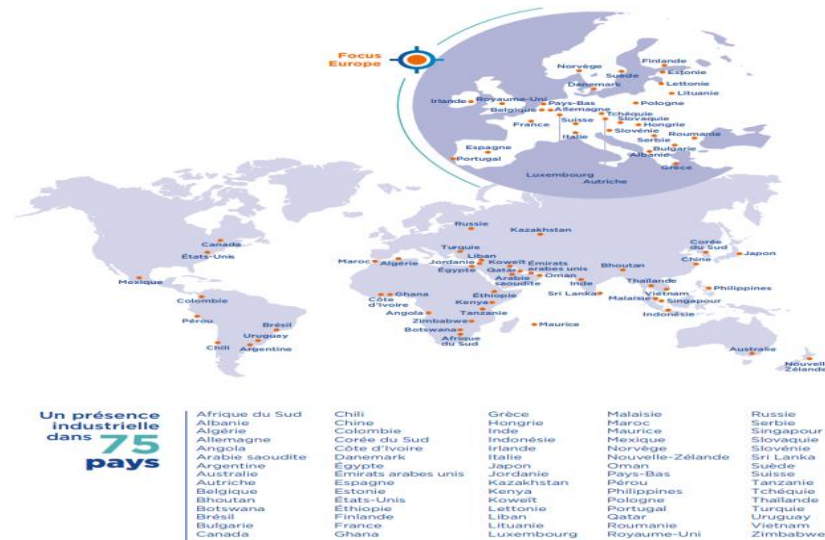 Focus
Europe
Norvège
Finlande
Suède
Estonie
Danemark
Lettonie
Lituanie
Irlande
Royaume-Uni
Pays-Bas
Pologne
Belgique
Allemagne
Tchéquie
Slovaquie
France
Suisse
Hongrie
Slovénie
Roumanie
Italie
Serbie
Espagne
Bulgarie
Albanie
Portugal
Grèce
Luxembourg
Autriche
Russie
Kazakhstan
Canada
États-Unis
Turquie
Corée
du Sud
Liban
Maroc
Algérie
Jordanie
Koweït
Émirats
arabes unis
Bhoutan
Japon
Égypte
Qatar
Chine
Mexique
Arabie
saoudite
Oman
Inde
Thaïlande
Colombie
Ghana
Éthiopie
Sri Lanka
Vietnam
Philippines
Côte
d'Ivoire
Kenya
Malaisie
Singapour
Pérou
Angola
Tanzanie
Indonésie
Brésil
Zimbabwe
Maurice
Uruguay
Botswana
Chili
Argentine
Afrique
du Sud
Australie
Nouvelle
Zélande
Un présence
industrielle
dans 75
pays
Afrique du Sud
Albanie
Algérie
Allemagne
Angola
Arabie saoudite
Argentine
Australie
Autriche
Belgique
Bhoutan
Botswana
Brésil
Bulgarie
Canada
Chili
Chine
Colombie
Corée du Sud
Côte d'Ivoire
Danemark
Égypte
Émirats arabes unis
Espagne
Estonie
États-Unis
Éthiopie
Finlande
France
Ghana
Grèce
Hongrie
Inde
Indonésie
Irlande
Italie
Japon
Jordanie
Kazakhstan
Kenya
Koweït
Lettonie
Liban
Lituanie
Luxembourg
Malaisie
Maroc
Maurice
Mexique
Norvège
Nouvelle-Zélande
Oman
Pays-Bas
Pérou
Philippines
Pologne
Portugal
Qatar
Roumanie
Royaume-Uni
Russie
Serbie
Singapour
Slovaquie
Slovénie
Sri Lanka
Suède
Suisse
Tanzanie
Tchéquie
Thaïlande
Turquie
Uruguay
Vietnam
Zimbabwe